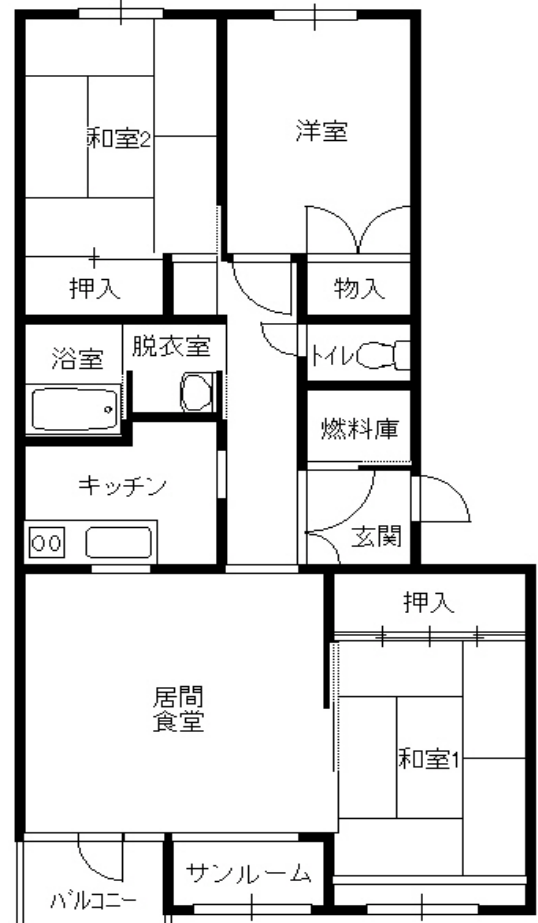 和室2
洋室
押入
物入
浴室
脱衣室
トイレ
燃料庫
キッチン
玄関
押入
居間
食堂
和室1
サンルーム
バルコニー